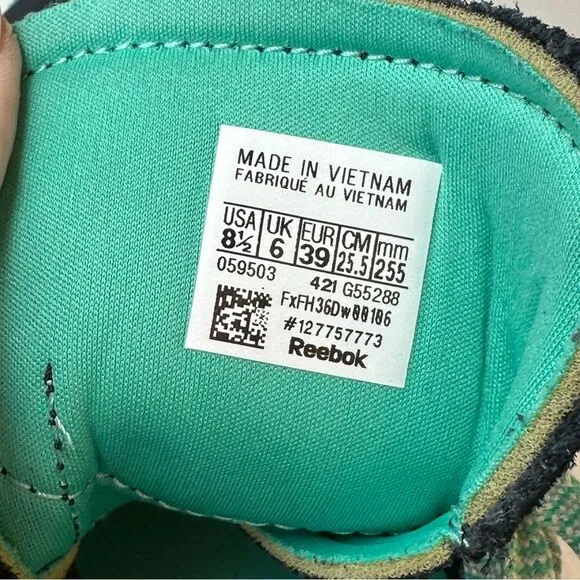 MADE IN VIETNAM
FABRIQUÉ AU VIETNAM
USA UK EUR CM mm
8½ 6 39 25.5 255
059503 421 G55288
#127757773
Reebok